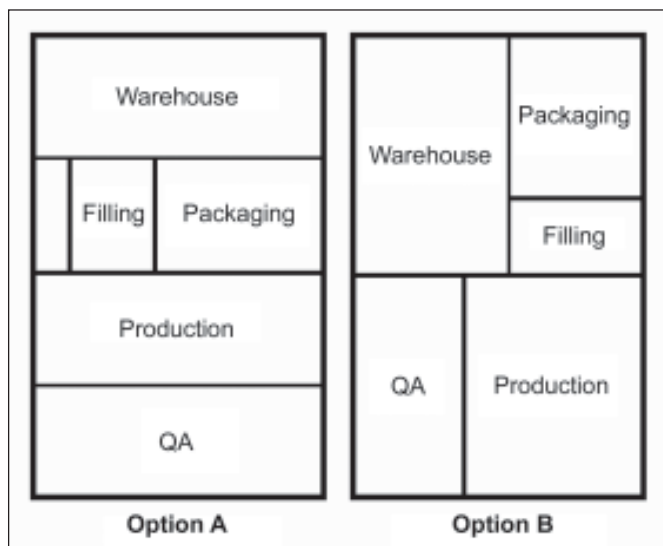 Warehouse
Filling
Packaging
Production
QA
Option A
Warehouse
Packaging
Filling
QA
Production
Option B